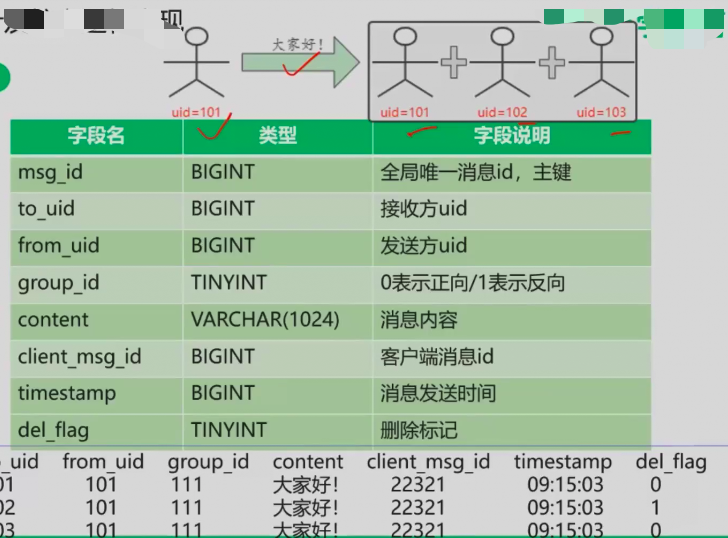 现
大家好！
uid=101
uid=101 uid=102 uid=103
字段名 类型 字段说明
msg_id BIGINT 全局唯一消息id，主键
to_uid BIGINT 接收方uid
from_uid BIGINT 发送方uid
group_id TINYINT 0表示正向/1表示反向
content VARCHAR(1024) 消息内容
client_msg_id BIGINT 客户端消息id
timestamp BIGINT 消息发送时间
del_flag TINYINT 删除标记
_uid from_uid group_id content client_msg_id timestamp del_flag
01 101 111 大家好！ 22321 09:15:03 0
02 101 111 大家好！ 22321 09:15:03 1
03 101 111 大家好！ 22321 09:15:03 0